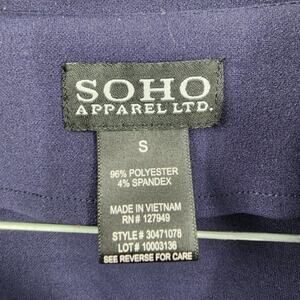 SOHO
APPAREL LTD.
S
96% POLYESTER
4% SPANDEX
MADE IN VIETNAM
RN# 127949
STYLE# 30471078
LOT# 10003136
SEE REVERSE FOR CARE